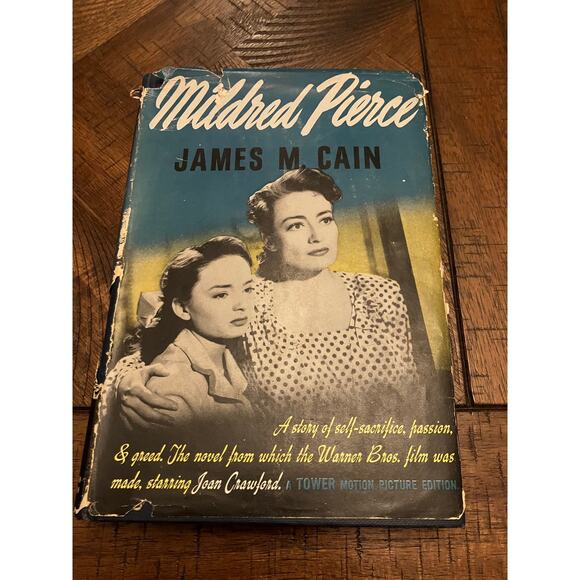 Mildred Pierce
JAMES M. CAIN
A story of self-sacrifice, passion,
& greed. The novel from which the Warner Bros. film was
made, starring Joan Crawford. A TOWER MOTION PICTURE EDITION